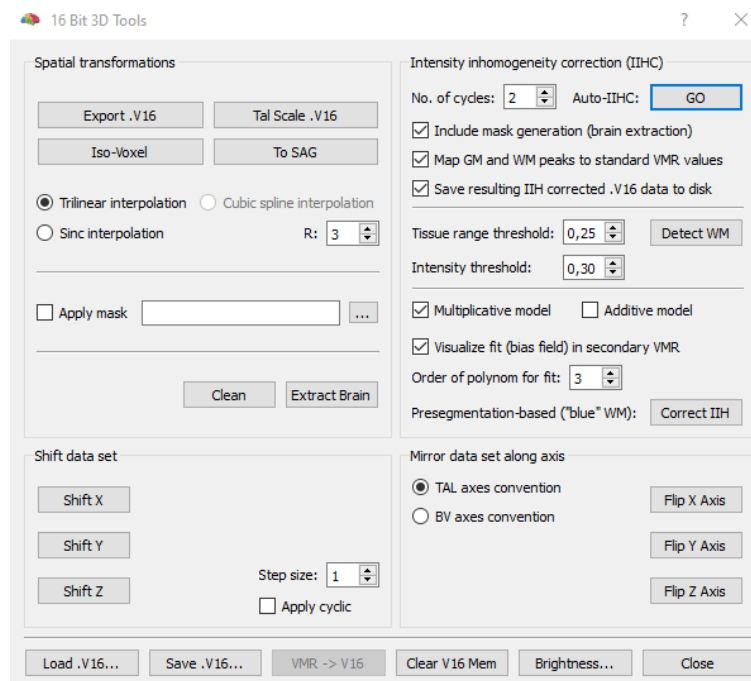 16 Bit 3D Tools
?
Spatial transformations
Export .V16
Tal Scale .V16
Iso-Voxel
To SAG
Trilinear interpolation
Cubic spline interpolation
Sinc interpolation
R: 3
Apply mask
...
Clean
Extract Brain
Intensity inhomogeneity correction (IIHC)
No. of cycles: 2
Auto-IIHC:
GO
Include mask generation (brain extraction)
Map GM and WM peaks to standard VMR values
Save resulting IIH corrected .V16 data to disk
Tissue range threshold: 0,25
Detect WM
Intensity threshold: 0,30
Multiplicative model
Additive model
Visualize fit (bias field) in secondary VMR
Order of polynom for fit: 3
Presegmentation-based ("blue" WM):
Correct IIH
Shift data set
Shift X
Shift Y
Shift Z
Step size: 1
Apply cyclic
Mirror data set along axis
TAL axes convention
BV axes convention
Flip X Axis
Flip Y Axis
Flip Z Axis
Load .V16...
Save .V16...
VMR -> V16
Clear V16 Mem
Brightness...
Close